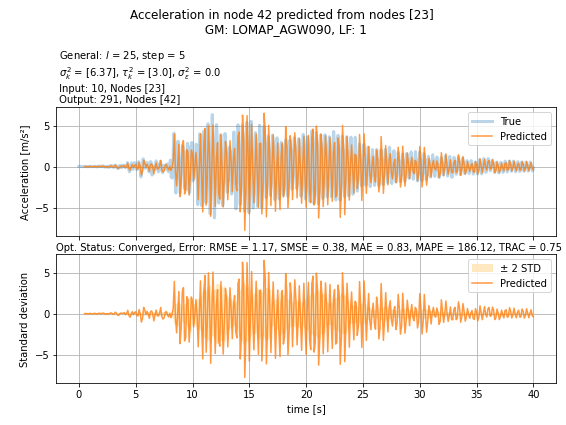 Acceleration in node 42 predicted from nodes [23]
GM: LOMAP_AGW090, LF: 1
General: l = 25, step = 5
σ²ₖ = [6.37], τ²ₖ = [3.0], σ²ε = 0.0
Input: 10, Nodes [23]
Output: 291, Nodes [42]
Acceleration [m/s²]
5
0
−5
True
Predicted
Opt. Status: Converged, Error: RMSE = 1.17, SMSE = 0.38, MAE = 0.83, MAPE = 186.12, TRAC = 0.75
Standard deviation
5
0
−5
± 2 STD
Predicted
0 5 10 15 20 25 30 35 40
time [s]